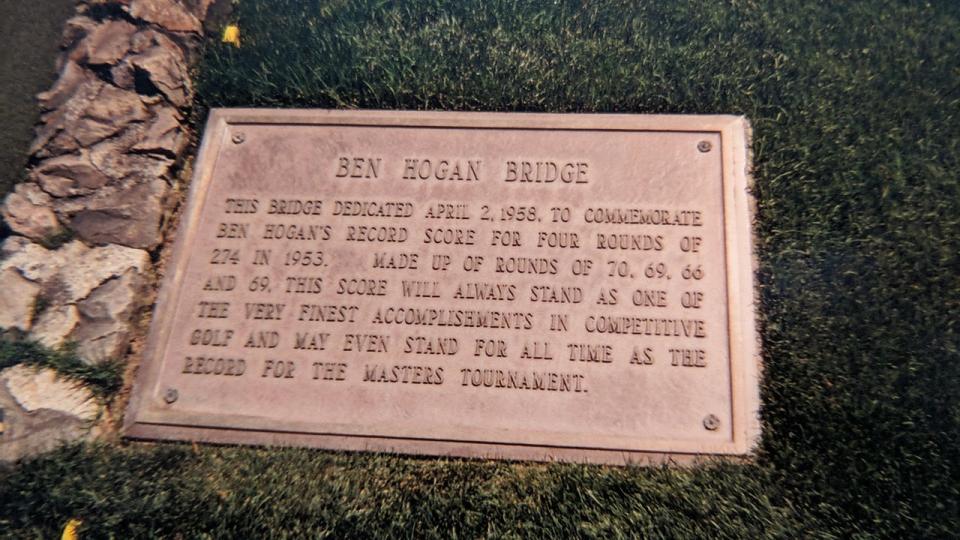 BEN HOGAN BRIDGE
THIS BRIDGE DEDICATED APRIL 2, 1958, TO COMMEMORATE
BEN HOGAN'S RECORD SCORE FOR FOUR ROUNDS OF
274 IN 1953. MADE UP OF ROUNDS OF 70, 69, 66
AND 69, THIS SCORE WILL ALWAYS STAND AS ONE OF
THE VERY FINEST ACCOMPLISHMENTS IN COMPETITIVE
GOLF AND MAY EVEN STAND FOR ALL TIME AS THE
RECORD FOR THE MASTERS TOURNAMENT.